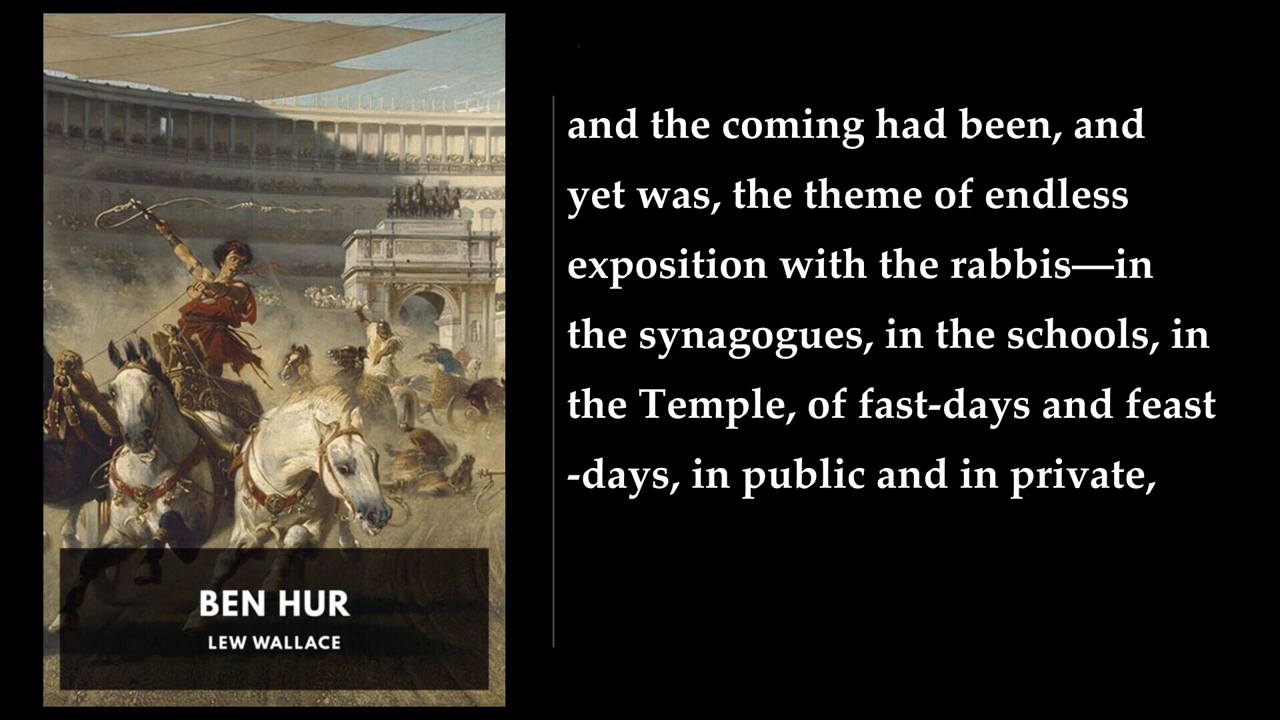 BEN HUR
LEW WALLACE
and the coming had been, and
yet was, the theme of endless
exposition with the rabbis—in
the synagogues, in the schools, in
the Temple, of fast-days and feast
-days, in public and in private,